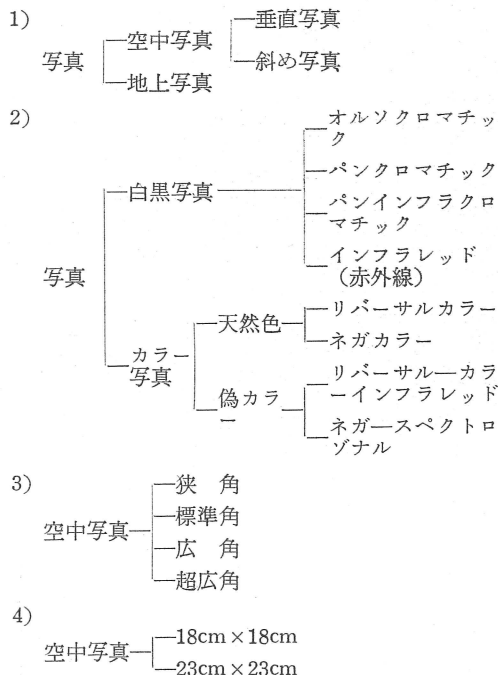 1)
写真
空中写真
地上写真
垂直写真
斜め写真
2)
写真
白黒写真
オルソクロマチッ
ク
パンクロマチック
パンインフラクロ
マチック
インフラレッド
（赤外線）
カラー
写真
天然色
リバーサルカラー
ネガカラー
偽カラ
ー
リバーサル―カラ
ーインフラレッド
ネガ―スペクトロ
ゾナル
3)
空中写真
狭　角
標準角
広　角
超広角
4)
空中写真
18cm×18cm
23cm×23cm